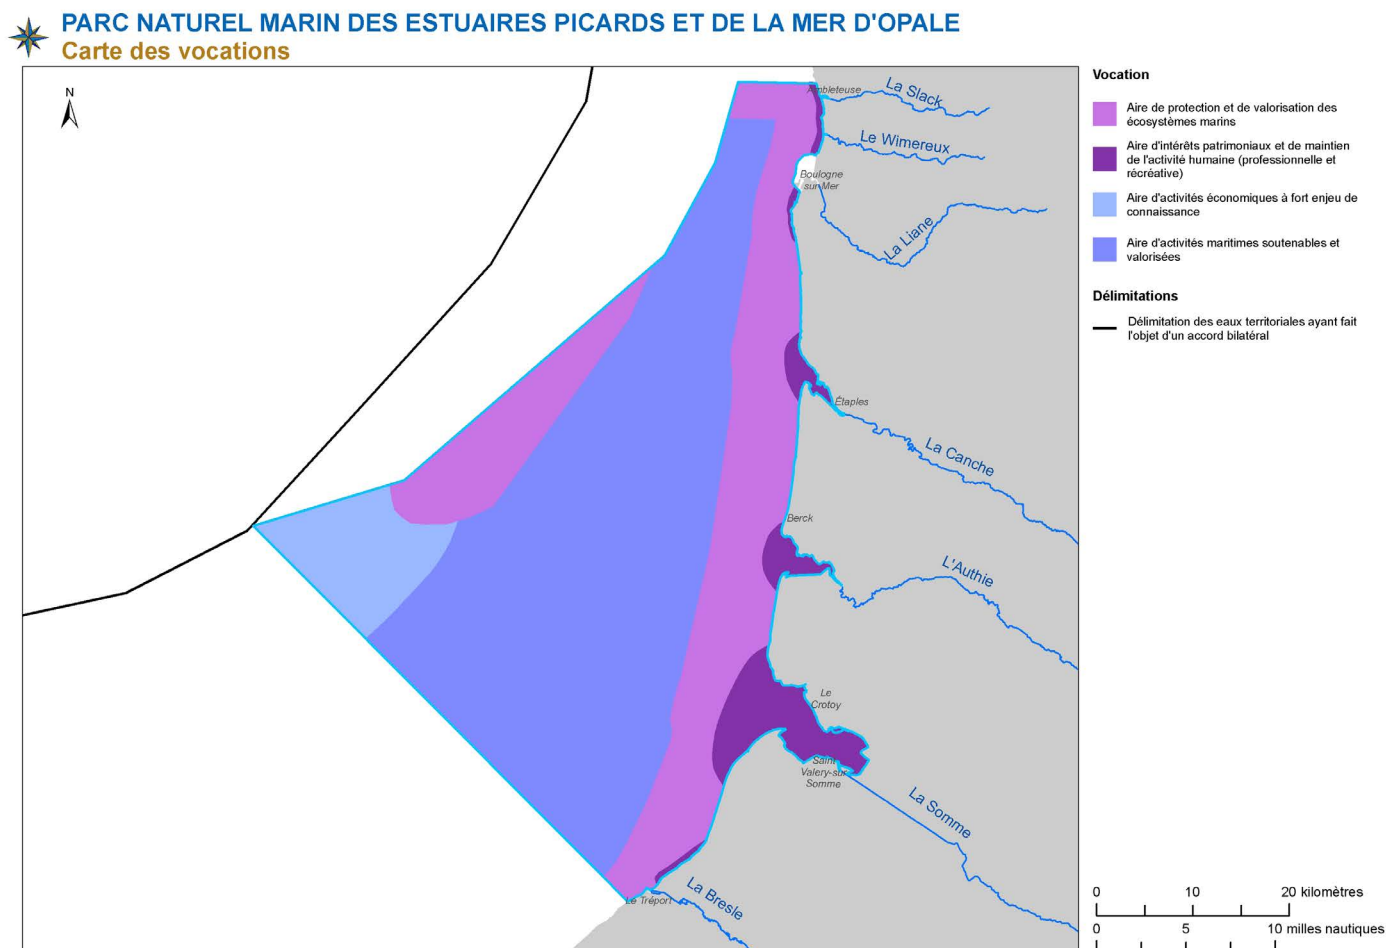 PARC NATUREL MARIN DES ESTUAIRES PICARDS ET DE LA MER D'OPALE
Carte des vocations
N
Ambleteuse
La Slack
Le Wimereux
Boulogne
sur Mer
La Liane
Étaples
La Canche
Berck
L'Authie
Le
Crotoy
Saint
Valery-sur
Somme
La Somme
Le Tréport
La Bresle
Vocation
Aire de protection et de valorisation des
écosystèmes marins
Aire d'intérêts patrimoniaux et de maintien
de l'activité humaine (professionnelle et
récréative)
Aire d'activités économiques à fort enjeu de
connaissance
Aire d'activités maritimes soutenables et
valorisées
Délimitations
Délimitation des eaux territoriales ayant fait
l'objet d'un accord bilatéral
0 10 20 kilomètres
0 5 10 milles nautiques